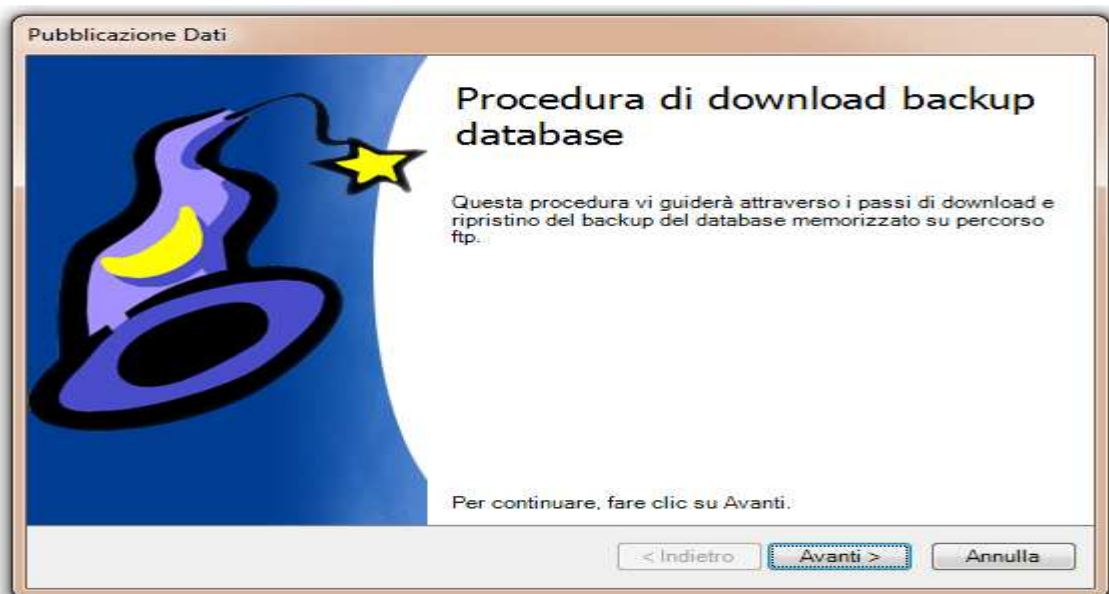 Pubblicazione Dati
Procedura di download backup
database
Questa procedura vi guiderà attraverso i passi di download e
ripristino del backup del database memorizzato su percorso
ftp.
Per continuare, fare clic su Avanti.
< Indietro
Avanti >
Annulla